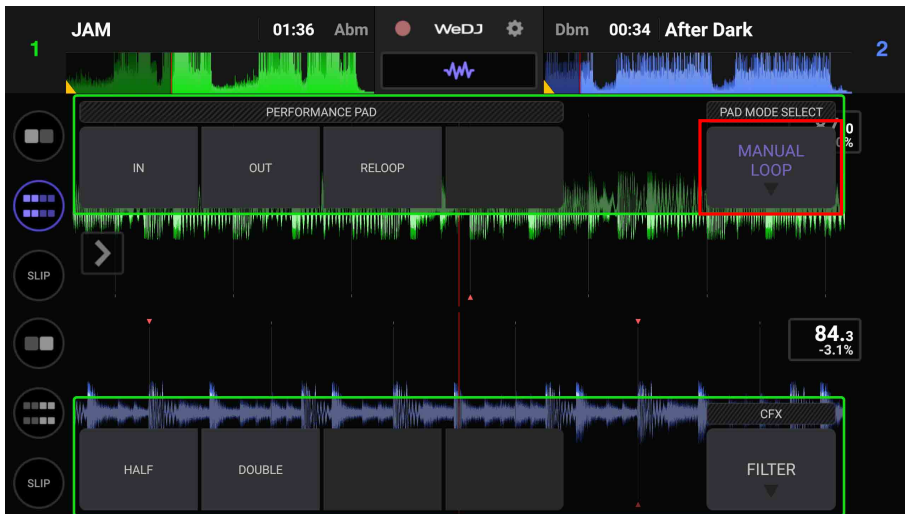 1
JAM
01:36 Abm
WeDJ
Dbm 00:34 After Dark
2
PERFORMANCE PAD
PAD MODE SELECT
0
%
IN
OUT
RELOOP
MANUAL
LOOP
SLIP
84.3
-3.1%
CFX
HALF
DOUBLE
FILTER
SLIP